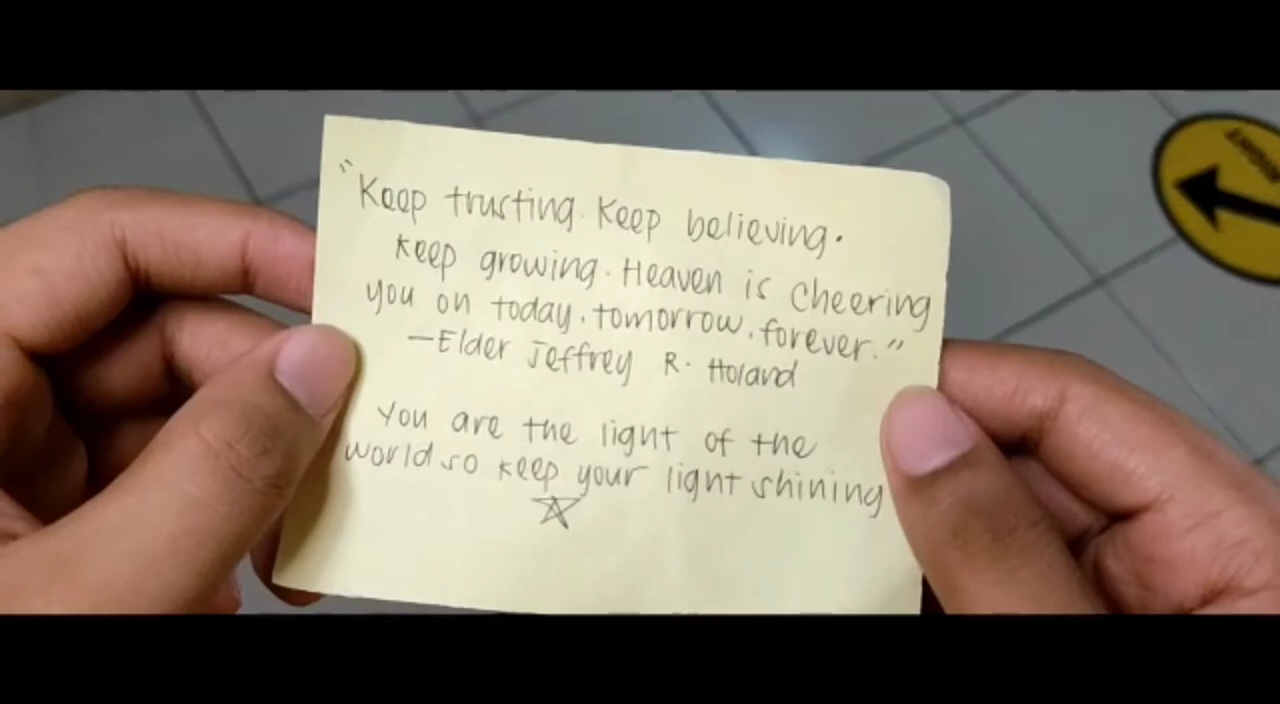 "Keep trusting. Keep believing.
Keep growing. Heaven is cheering
you on today. tomorrow. forever."
—Elder Jeffrey R. Holand
You are the light of the
world so keep your light shining